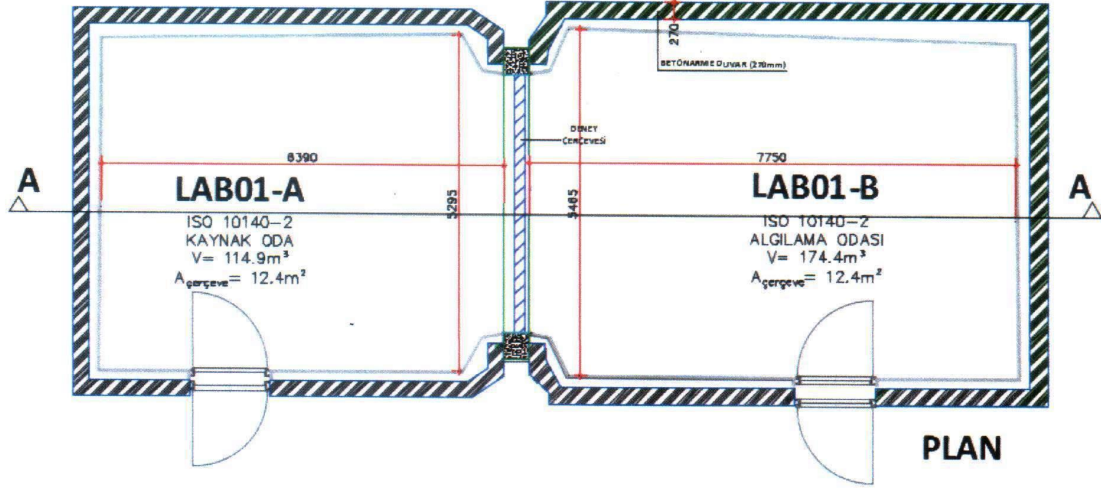 270
BETONARME DUVAR (270mm)
DENEY
ÇERÇEVESİ
6390
7750
A
LAB01-A
5295
5465
LAB01-B
A
ISO 10140-2
KAYNAK ODA
V= 114.9m³
Açerçeve= 12.4m²
ISO 10140-2
ALGILAMA ODASI
V= 174.4m³
Açerçeve= 12.4m²
PLAN